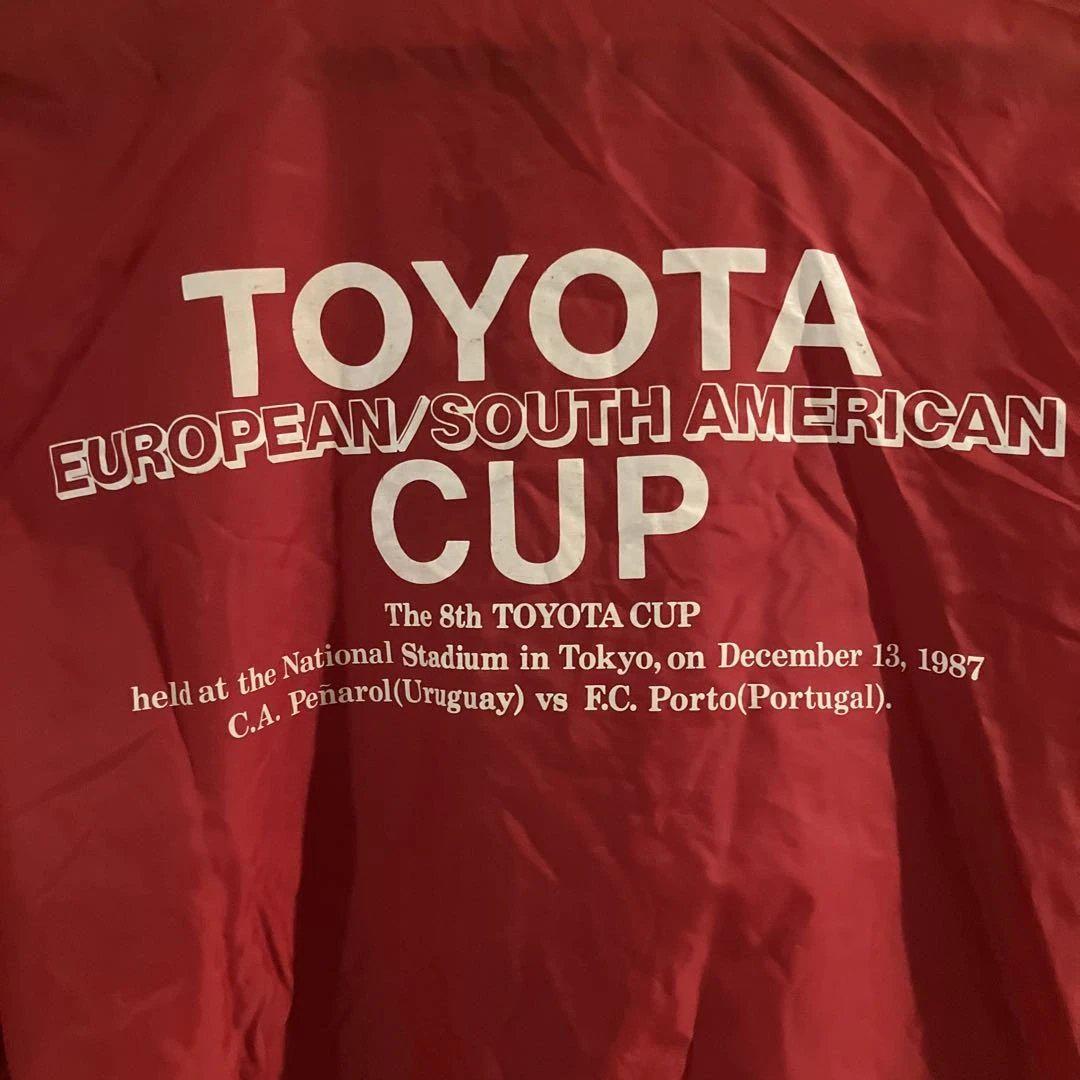 TOYOTA
EUROPEAN/SOUTH AMERICAN
CUP
The 8th TOYOTA CUP
held at the National Stadium in Tokyo, on December 13, 1987
C.A. Peñarol(Uruguay) vs F.C. Porto(Portugal).